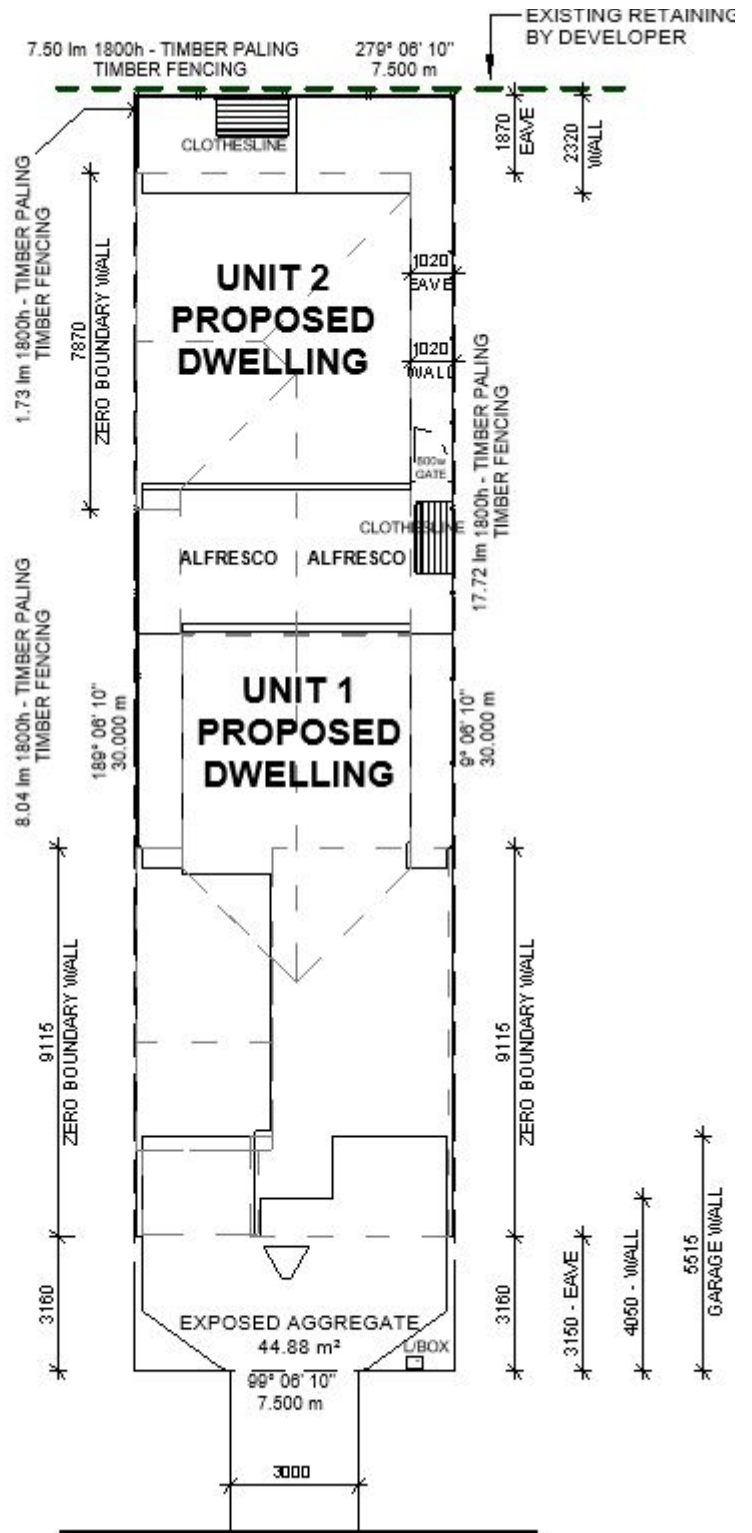 EXISTING RETAINING
BY DEVELOPER
7.50 lm 1800h - TIMBER PALING
TIMBER FENCING
279° 06' 10"
7.500 m
1870
EAVE
2320
WALL
CLOTHESLINE
1.73 lm 1800h - TIMBER PALING
TIMBER FENCING
7870
ZERO BOUNDARY WALL
UNIT 2
PROPOSED
DWELLING
1020
EAVE
1020
WALL
GATE
17.72 lm 1800h - TIMBER PALING
TIMBER FENCING
CLOTHESLINE
ALFRESCO
ALFRESCO
8.04 lm 1800h - TIMBER PALING
TIMBER FENCING
189° 06' 10"
30.000 m
UNIT 1
PROPOSED
DWELLING
9° 06' 10"
30.000 m
9115
ZERO BOUNDARY WALL
9115
ZERO BOUNDARY WALL
3160
3160
3150 - EAVE
4050 - WALL
5515
GARAGE WALL
EXPOSED AGGREGATE
44.88 m²
L/BOX
99° 06' 10"
7.500 m
3000